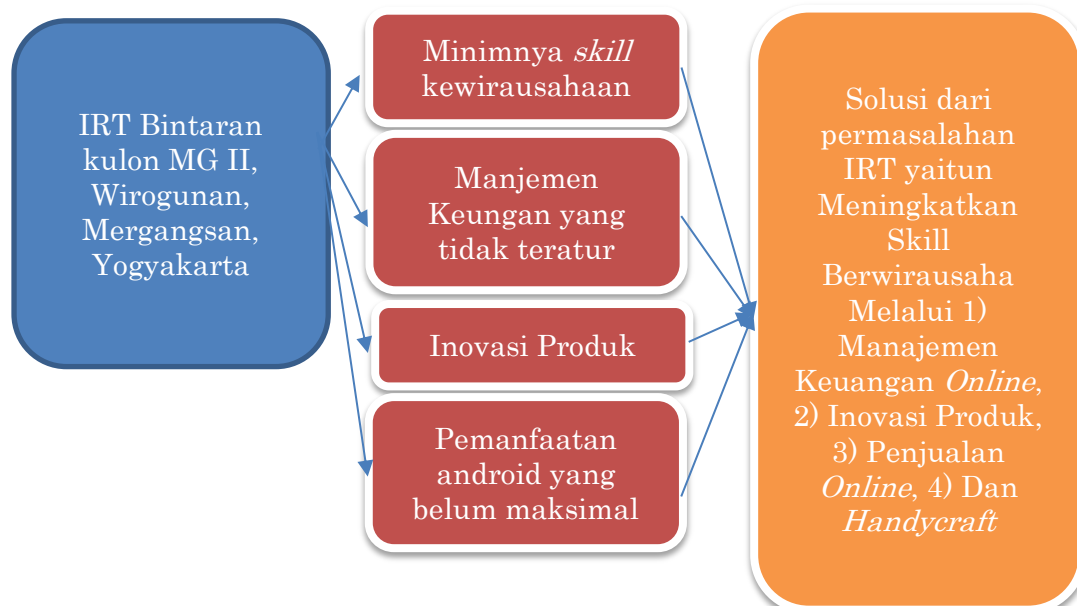 IRT Bintaran
kulon MG II,
Wirogunan,
Mergangsan,
Yogyakarta
Minimnya skill
kewirausahaan
Manjemen
Keungan yang
tidak teratur
Inovasi Produk
Pemanfaatan
android yang
belum maksimal
Solusi dari
permasalahan
IRT yaitun
Meningkatkan
Skill
Berwirausaha
Melalui 1)
Manajemen
Keuangan Online,
2) Inovasi Produk,
3) Penjualan
Online, 4) Dan
Handycraft